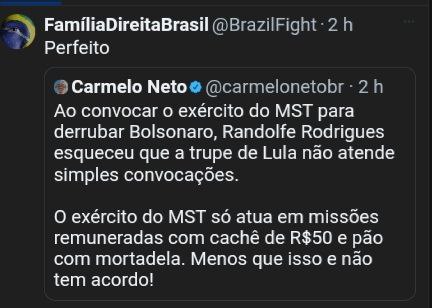 FamíliaDireitaBrasil @BrazilFight · 2 h
Perfeito
Carmelo Neto @carmelonetobr · 2 h
Ao convocar o exército do MST para
derrubar Bolsonaro, Randolfe Rodrigues
esqueceu que a trupe de Lula não atende
simples convocações.
O exército do MST só atua em missões
remuneradas com cachê de R$50 e pão
com mortadela. Menos que isso e não
tem acordo!